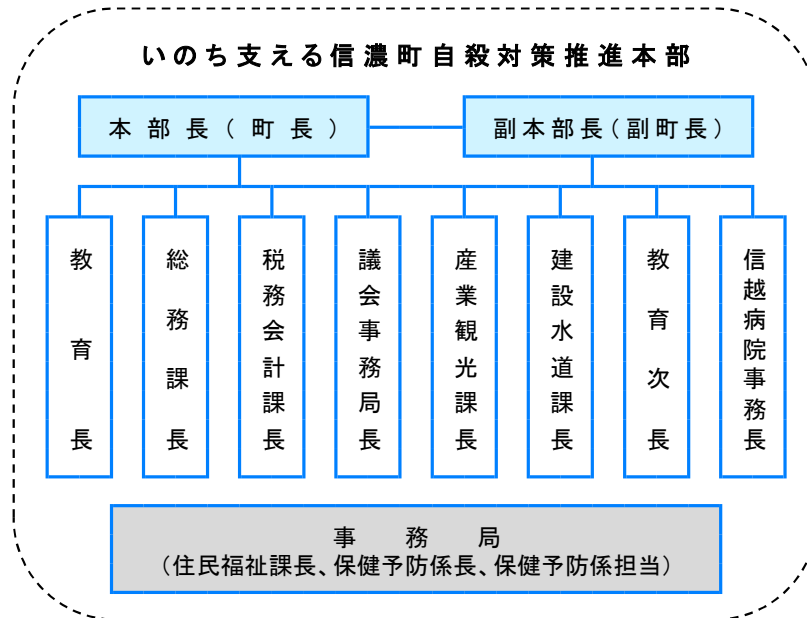 いのち支える信濃町自殺対策推進本部
本部長(町長)
副本部長(副町長)
教育長
総務課長
税務会計課長
議会事務局長
産業観光課長
建設水道課長
教育次長
信越病院事務長
事務局
(住民福祉課長、保健予防係長、保健予防係担当)